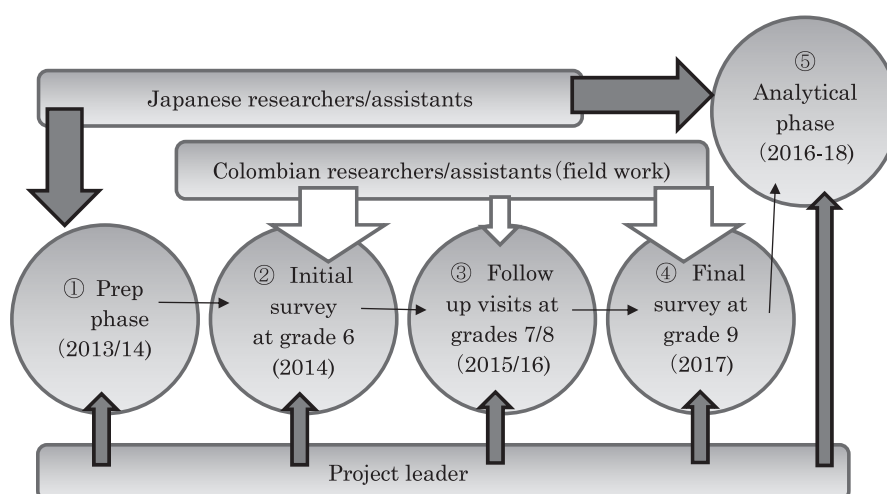 Japanese researchers/assistants
Colombian researchers/assistants(field work)
① Prep
phase
(2013/14)
② Initial
survey
at grade 6
(2014)
③ Follow
up visits at
grades 7/8
(2015/16)
④ Final
survey at
grade 9
(2017)
⑤
Analytical
phase
(2016-18)
Project leader